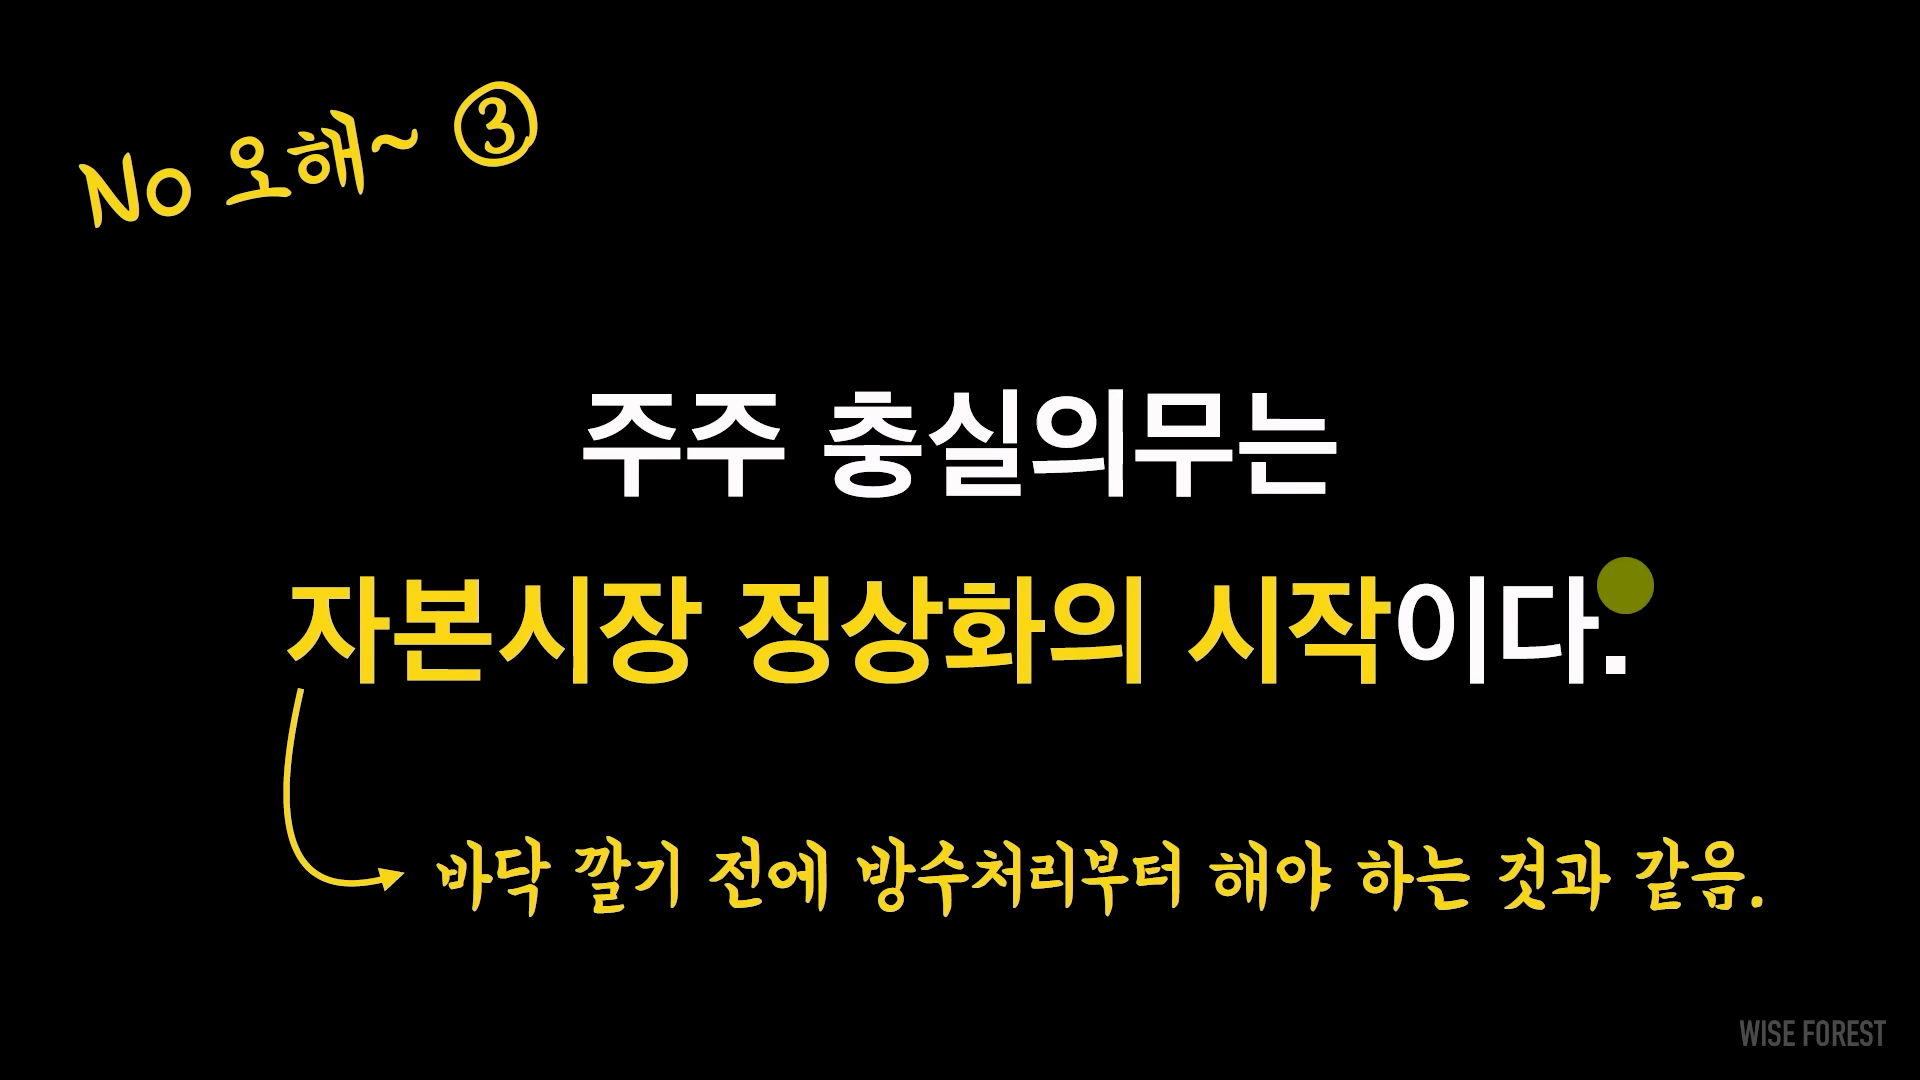 No 오해~ ③
주주 충실의무는
자본시장 정상화의 시작이다.
바닥 깔기 전에 방수처리부터 해야 하는 것과 같음.
WISE FOREST